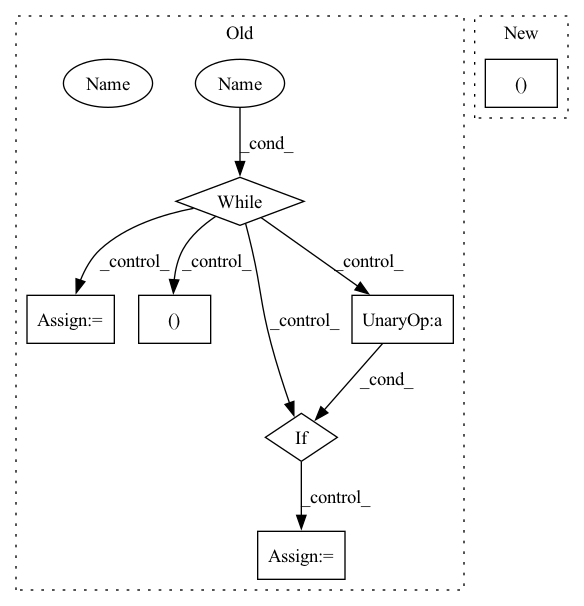 Old
New
Name
Name
()
_cond_
While
_control_
_control_
_control_
_control_
Assign:=
()
UnaryOp:a
_cond_
If
_control_
Assign:=